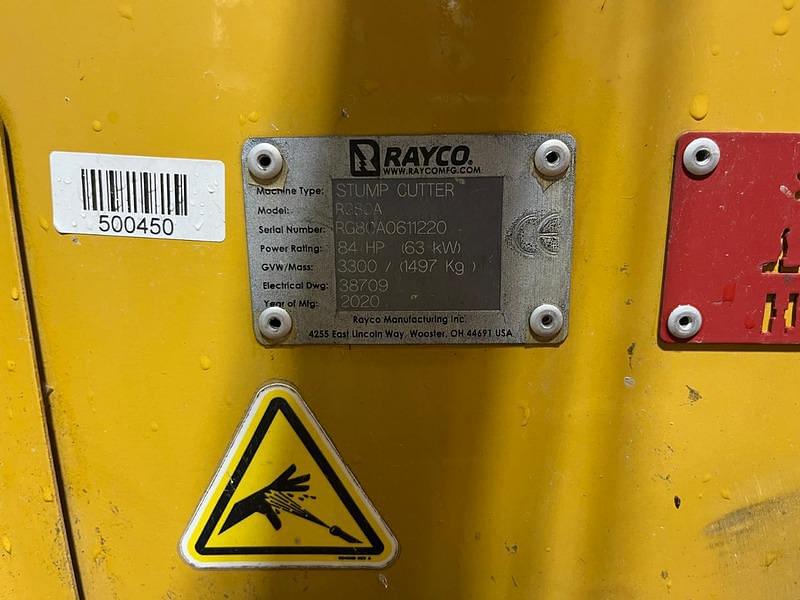 500450
RAYCO.
WWW.RAYCOMFG.COM
Machine Type: STUMP CUTTER
Model:
Serial Number: RG80A0611220
Power Rating: 84 HP (63 kW)
GVW/Mass: 3300 / (1497 Kg )
Electrical Dwg: 38709
Year of Mfg: 2020
CE
Rayco Manufacturing Inc.
4255 East Lincoln Way, Wooster, OH 44691 USA